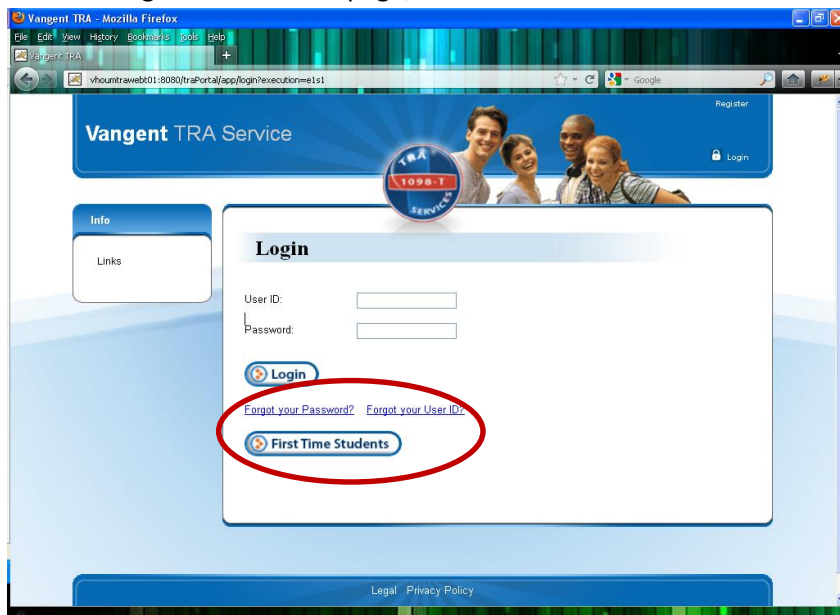 Vangent TRA - Mozilla Firefox
File Edit View History Bookmarks Tools Help
Vangent TRA
vhoumtrawebt01:8080/traPortal/app/login?execution=e1s1
Google
Register
Vangent TRA Service
Login
TRA
1098-T
SERVICES
Info
Links
Login
User ID:
Password:
Login
Forgot your Password? Forgot your User ID?
First Time Students
Legal Privacy Policy